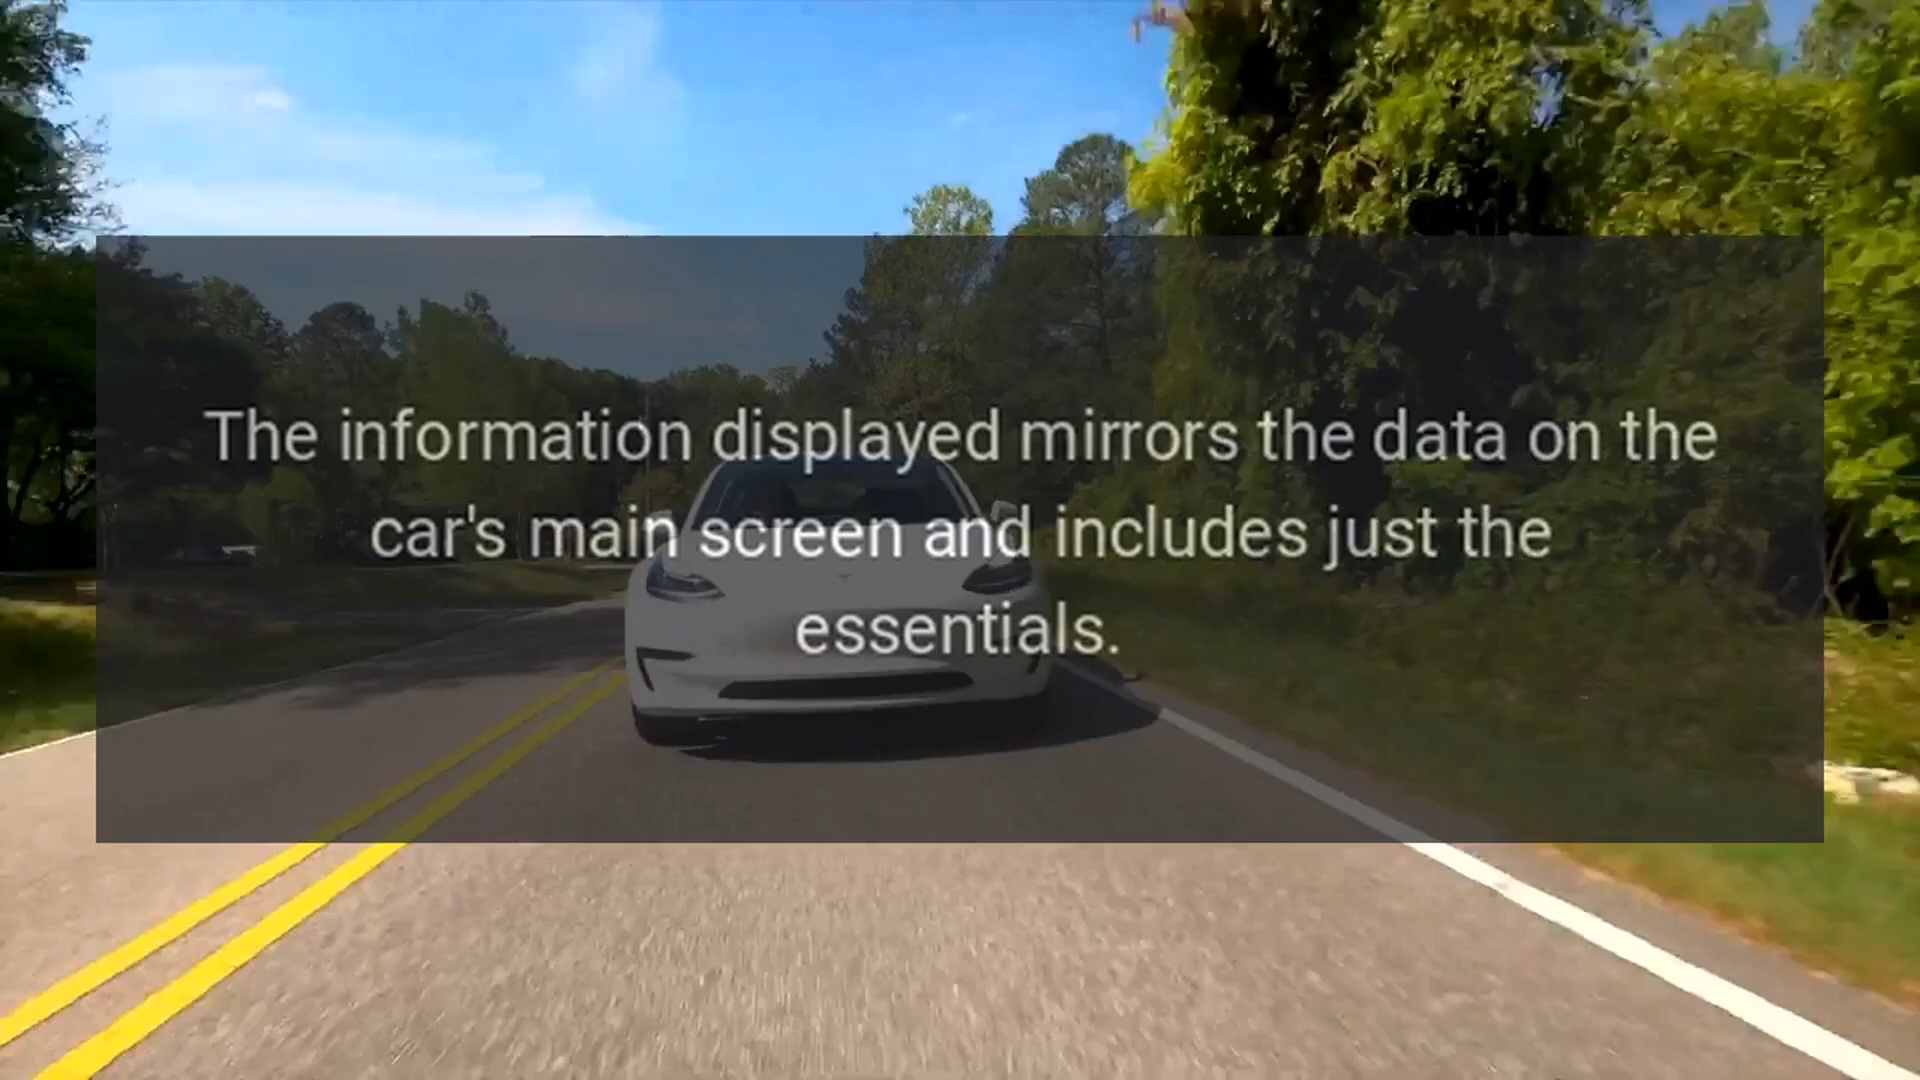 The information displayed mirrors the data on the
car's main screen and includes just the
essentials.